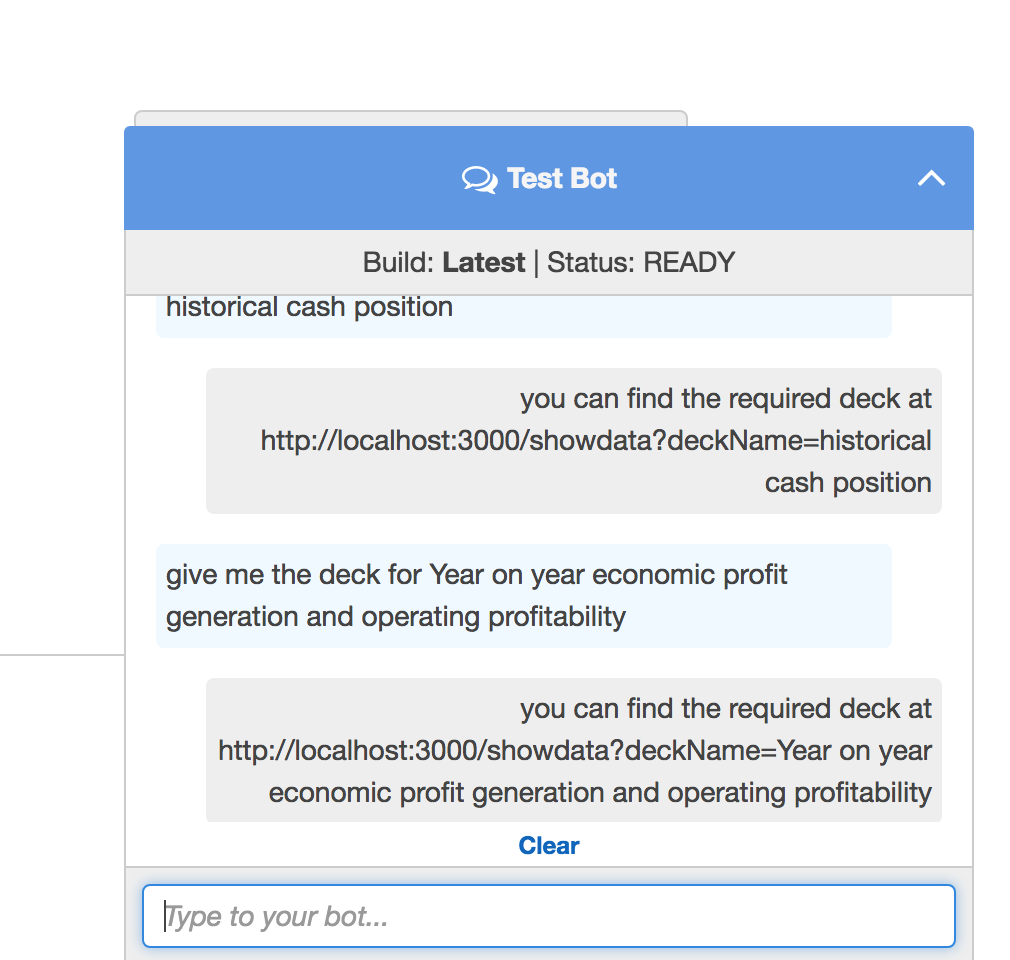 Test Bot
Build: Latest | Status: READY
historical cash position
you can find the required deck at
http://localhost:3000/showdata?deckName=historical
cash position
give me the deck for Year on year economic profit
generation and operating profitability
you can find the required deck at
http://localhost:3000/showdata?deckName=Year on year
economic profit generation and operating profitability
Clear
Type to your bot...